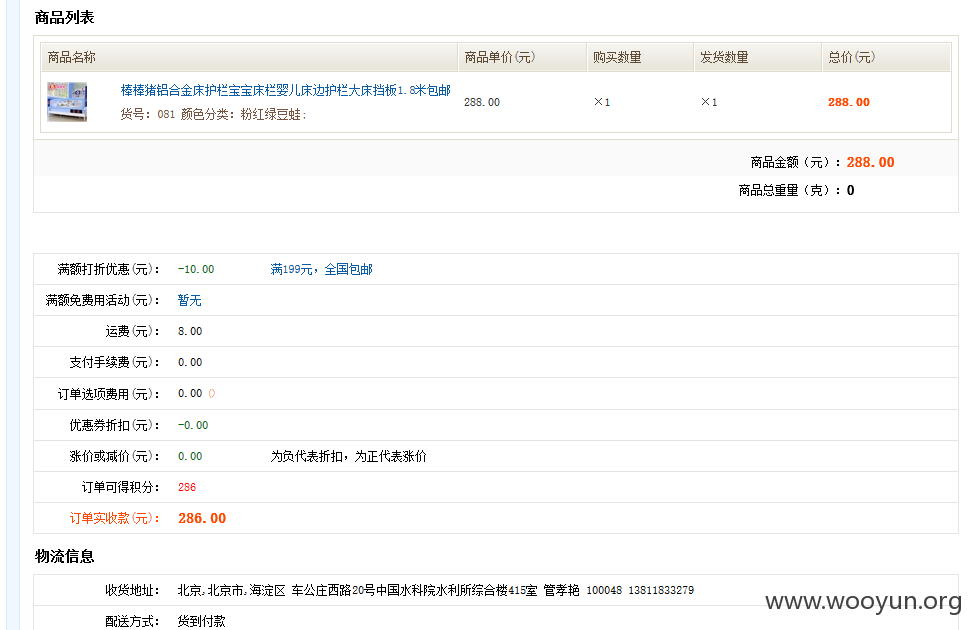 商品列表
商品名称 商品单价(元) 购买数量 发货数量 总价(元)
棒棒猪铝合金床护栏宝宝床栏婴儿床边护栏大床挡板1.8米包邮 288.00 ×1 ×1 288.00
货号：081 颜色分类：粉红绿豆蛙;
商品金额（元）：288.00
商品总重量（克）：0
满额打折优惠(元)： -10.00 满199元，全国包邮
满额免费用活动(元)： 暂无
运费(元)： 8.00
支付手续费(元)： 0.00
订单选项费用(元)： 0.00 ()
优惠券折扣(元)： -0.00
涨价或减价(元)： 0.00 为负代表折扣，为正代表涨价
订单可得积分： 286
订单实收款(元)： 286.00
物流信息
收货地址： 北京,北京市,海淀区 车公庄西路20号中国水科院水利所综合楼415室 管孝艳 100048 13811833279
www.wooyun.org
配送方式： 货到付款